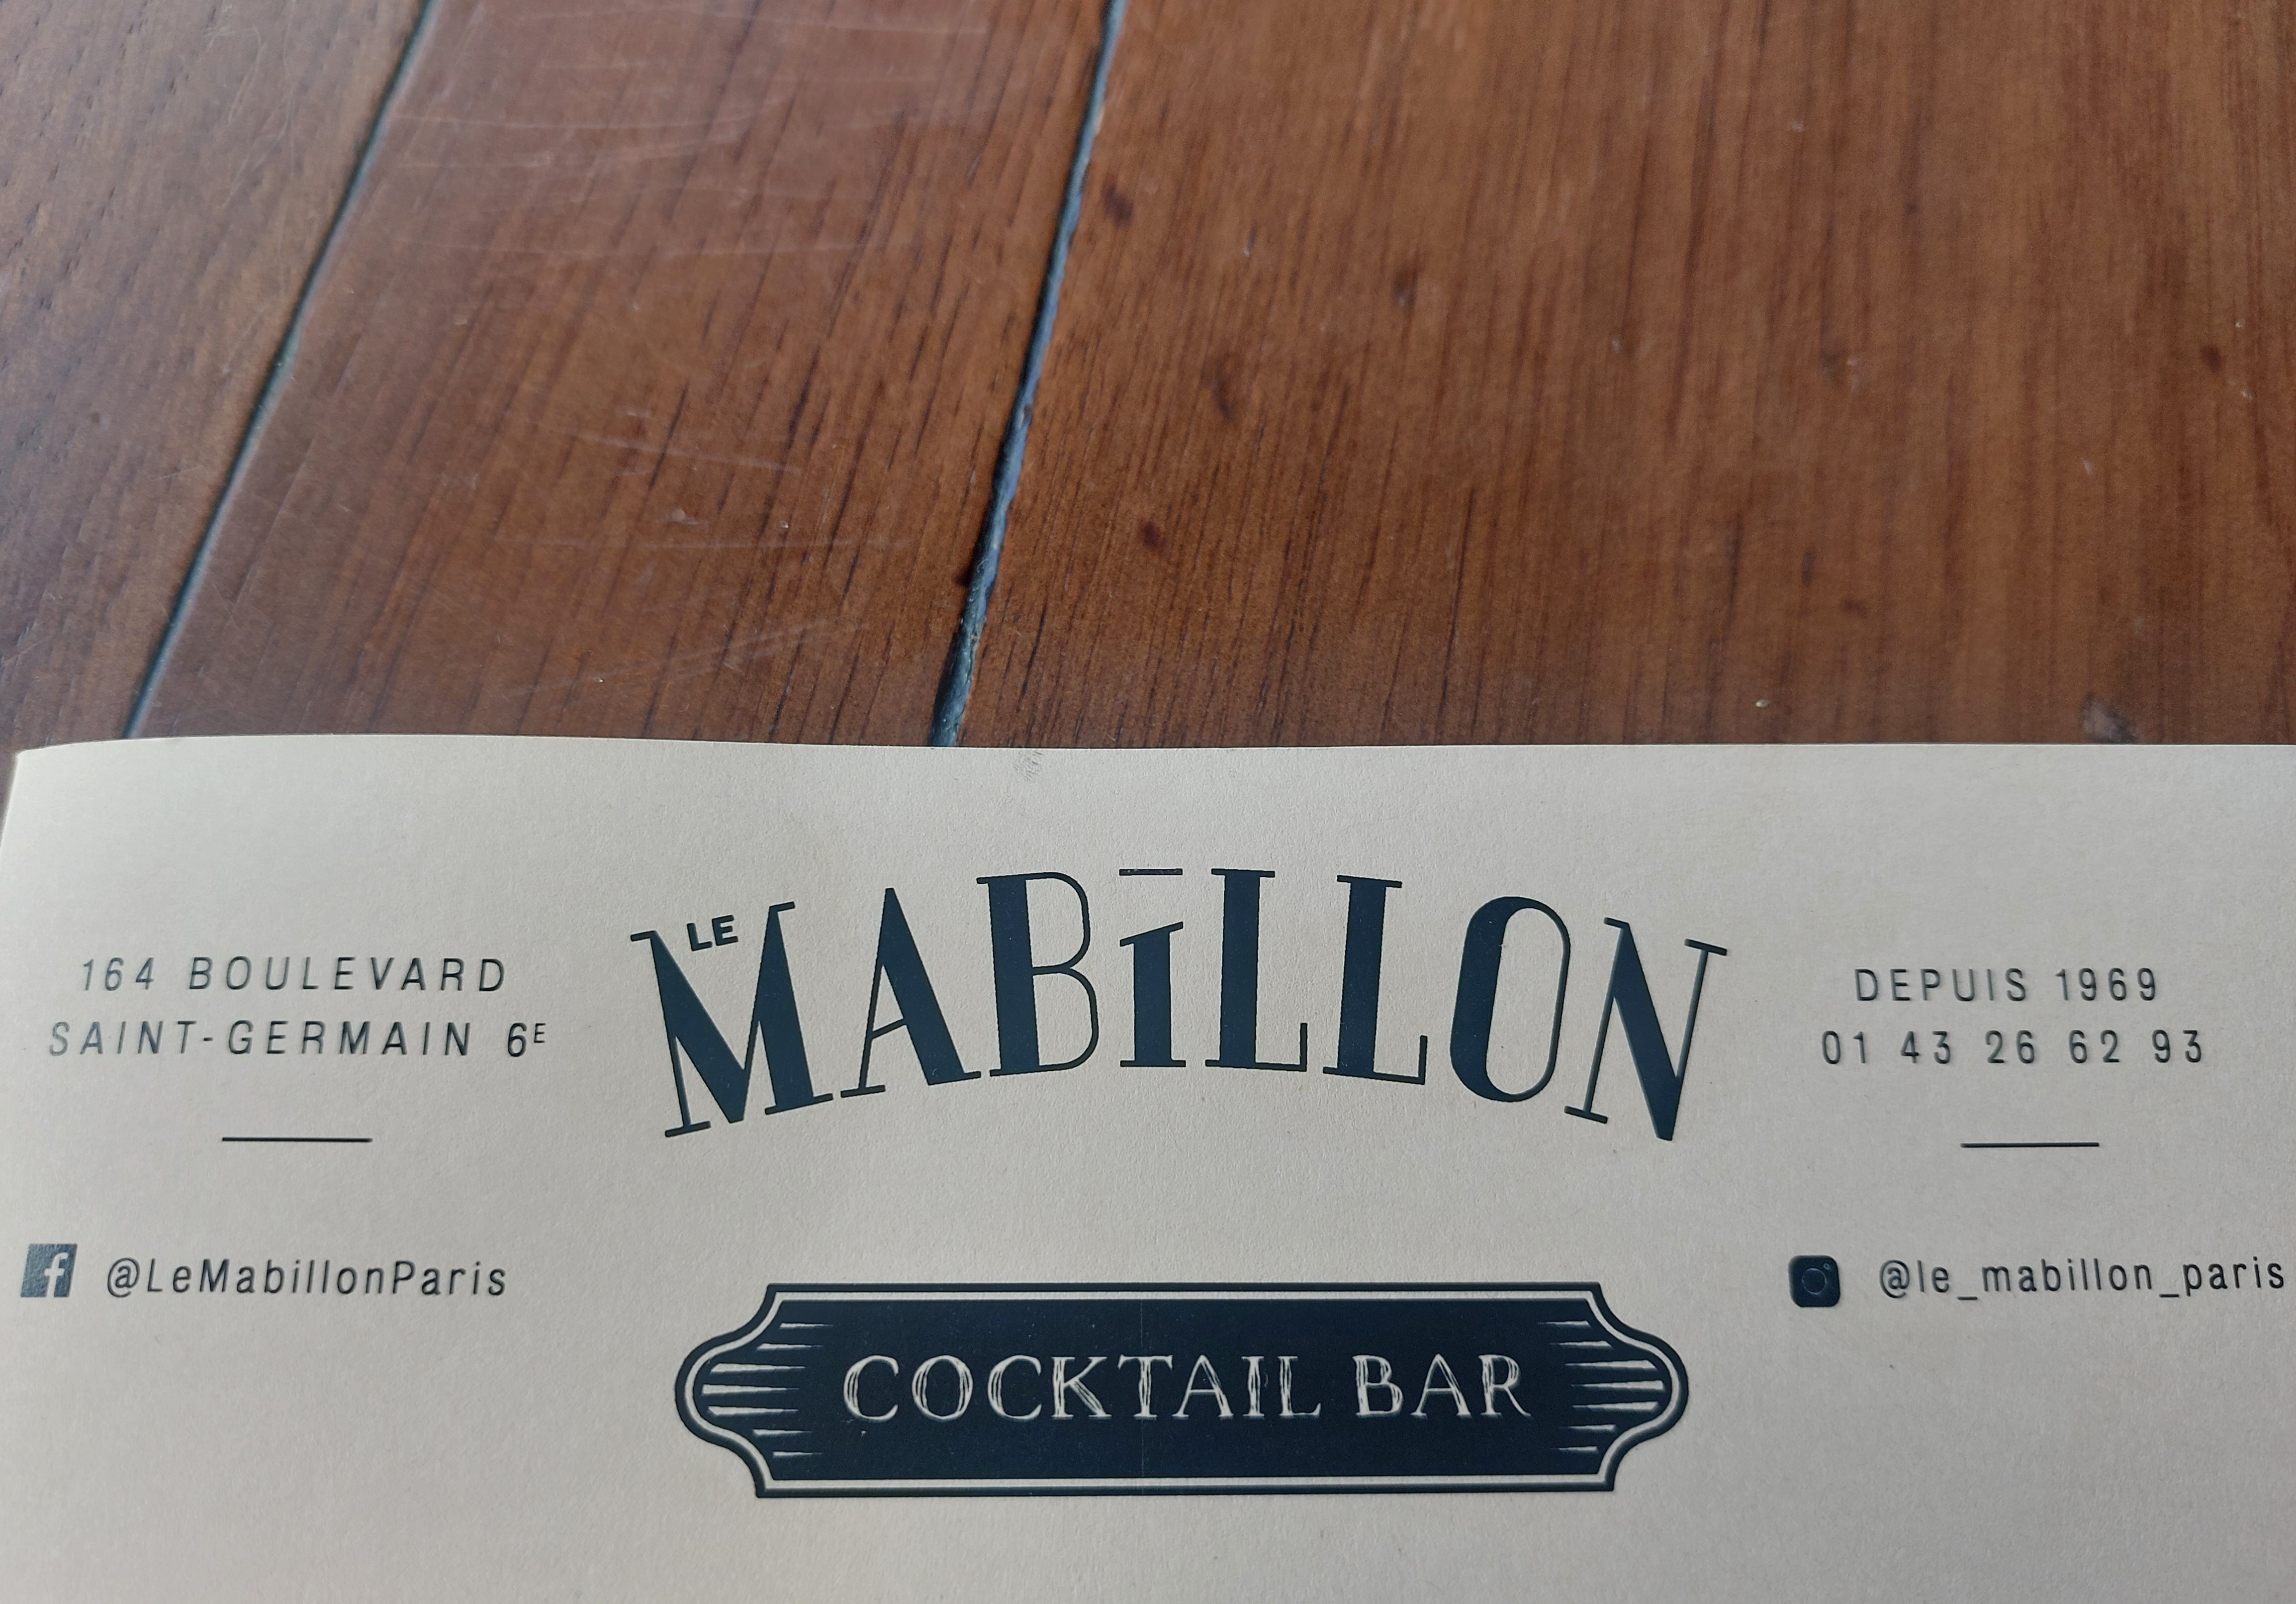 LE
MABILLON
164 BOULEVARD
SAINT-GERMAIN 6E
DEPUIS 1969
01 43 26 62 93
@LeMabillonParis
@le_mabillon_paris
COCKTAIL BAR